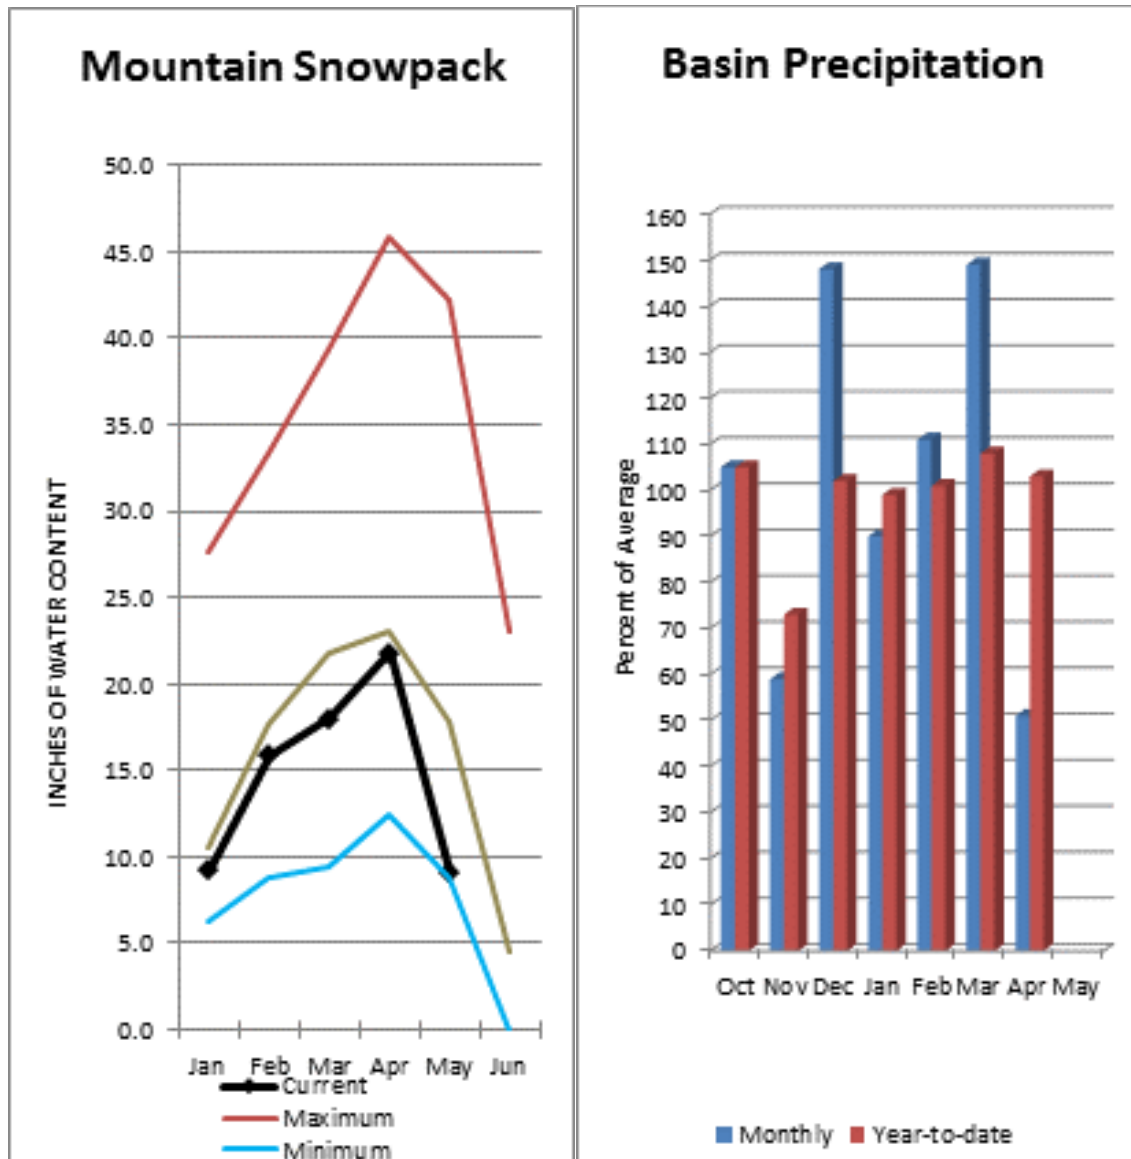 Mountain Snowpack
50.0
45.0
40.0
35.0
30.0
25.0
20.0
15.0
10.0
5.0
0.0
INCHES OF WATER CONTENT
Jan Feb Mar Apr May Jun
Current
Maximum
Minimum
Basin Precipitation
160
150
140
130
120
110
100
90
80
70
60
50
40
30
20
10
0
Percent of Average
Oct Nov Dec Jan Feb Mar Apr May
Monthly Year-to-date